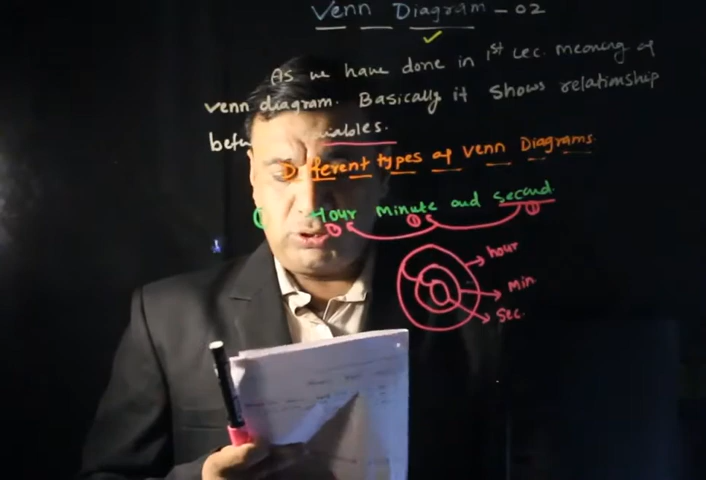 Venn Diagram - 02
As we have done in 1st Lec. meaning of
venn diagram. Basically it shows relationship
Different types of venn Diagrams.
Hour Minute and second.
hour
Min
Sec.